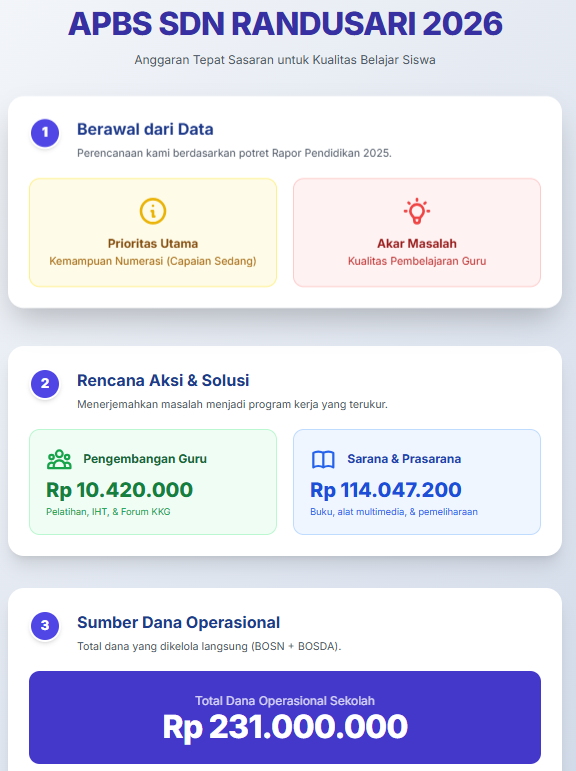 APBS SDN RANDUSARI 2026
Anggaran Tepat Sasaran untuk Kualitas Belajar Siswa
1
Berawal dari Data
Perencanaan kami berdasarkan potret Rapor Pendidikan 2025.
Prioritas Utama
Kemampuan Numerasi (Capaian Sedang)
Akar Masalah
Kualitas Pembelajaran Guru
2
Rencana Aksi & Solusi
Menerjemahkan masalah menjadi program kerja yang terukur.
Pengembangan Guru
Rp 10.420.000
Pelatihan, IHT, & Forum KKG
Sarana & Prasarana
Rp 114.047.200
Buku, alat multimedia, & pemeliharaan
3
Sumber Dana Operasional
Total dana yang dikelola langsung (BOSN + BOSDA).
Total Dana Operasional Sekolah
Rp 231.000.000